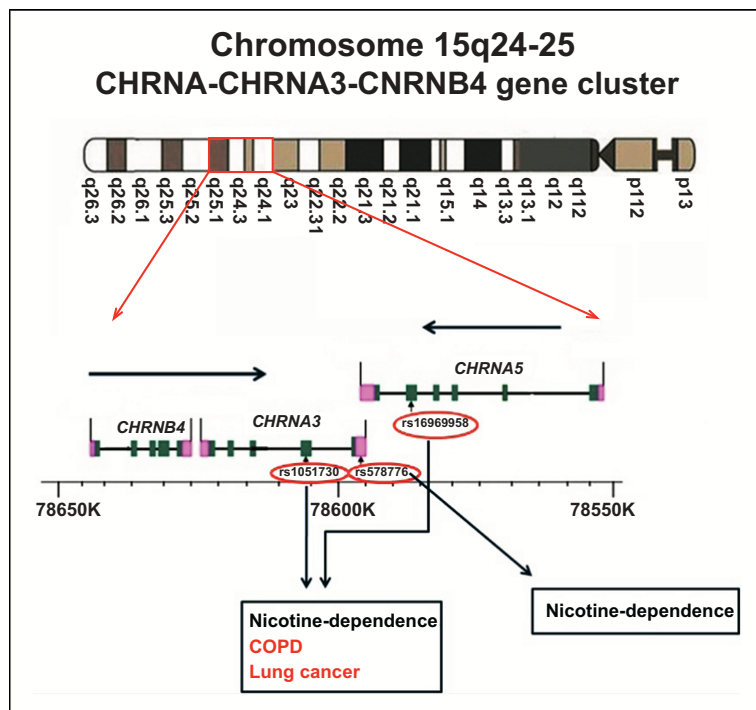 Chromosome 15q24-25
CHRNA-CHRNA3-CNRNB4 gene cluster
q26.3
q26.2
q26.1
q25.3
q25.2
q25.1
q24.3
q24.1
q23
q22.31
q22.2
q21.3
q21.2
q21.1
q15.1
q14
q13.3
q13.1
q12
q112
p112
p13
CHRNA5
CHRNB4
CHRNA3
rs16969958
rs1051730
rs578776
78650K
78600K
78550K
Nicotine-dependence
COPD
Lung cancer
Nicotine-dependence